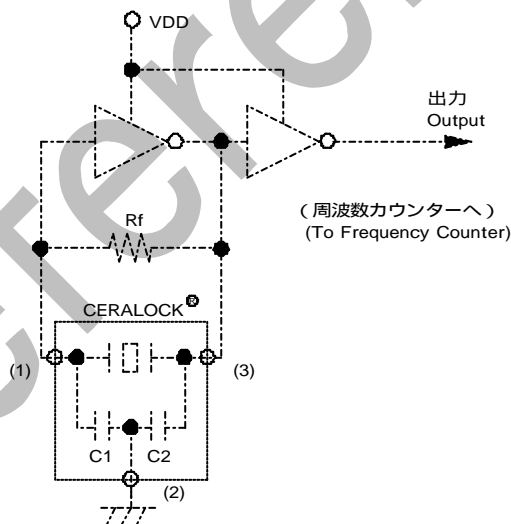 VDD
出力
Output
Rf
（周波数カウンターへ）
(To Frequency Counter)
CERALOCK®
(1)
(3)
C1
C2
(2)